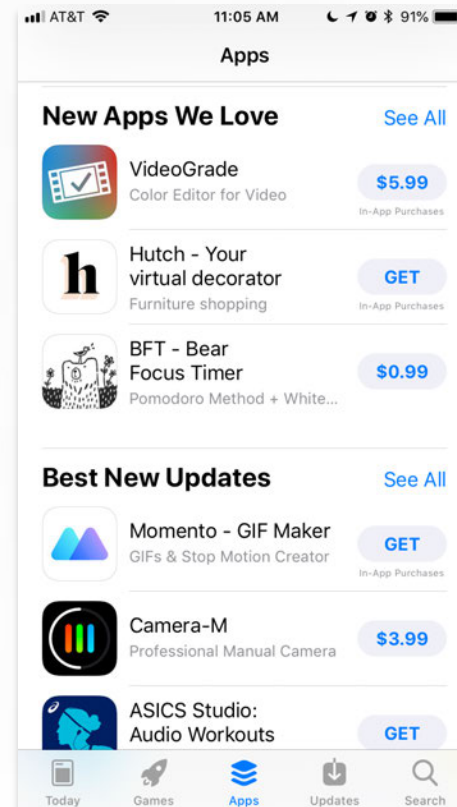 AT&T 11:05 AM 91%
Apps
New Apps We Love See All
VideoGrade
Color Editor for Video
$5.99
In-App Purchases
h
Hutch - Your
virtual decorator
Furniture shopping
GET
In-App Purchases
BFT - Bear
Focus Timer
Pomodoro Method + White...
$0.99
Best New Updates See All
Momento - GIF Maker
GIFs & Stop Motion Creator
GET
In-App Purchases
Camera-M
Professional Manual Camera
$3.99
ASICS Studio:
Audio Workouts
GET
Today Games Apps Updates Search